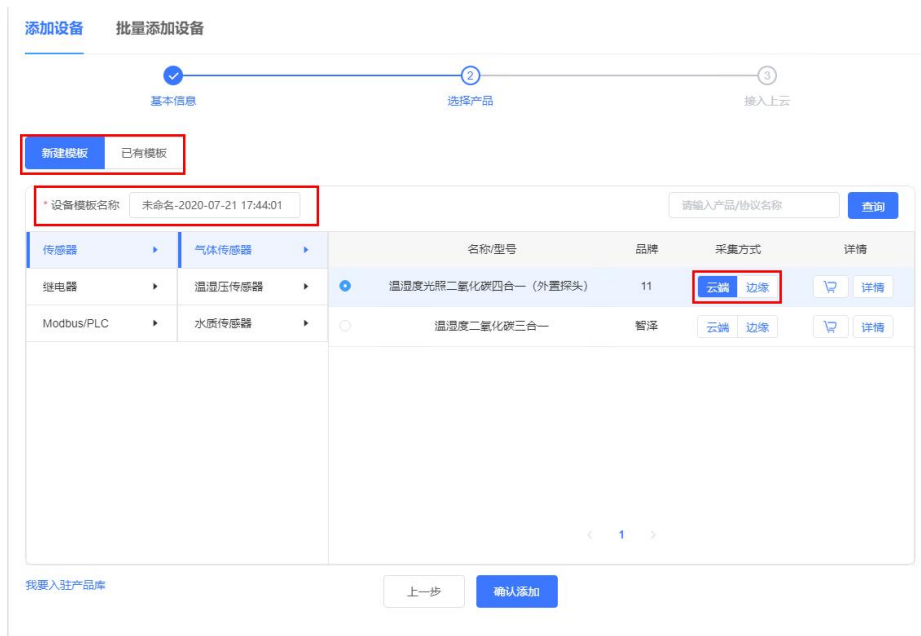 添加设备 批量添加设备
2 3
基本信息 选择产品 接入上云
新建模板 已有模板
* 设备模板名称 未命名-2020-07-21 17:44:01 请输入产品/协议名称 查询
传感器 气体传感器 名称/型号 品牌 采集方式 详情
继电器 温湿压传感器 温湿度光照二氧化碳四合一（外置探头） 11 云端 边缘 详情
Modbus/PLC 水质传感器 温湿度二氧化碳三合一 智泽 云端 边缘 详情
< 1 >
我要入驻产品库 上一步 确认添加